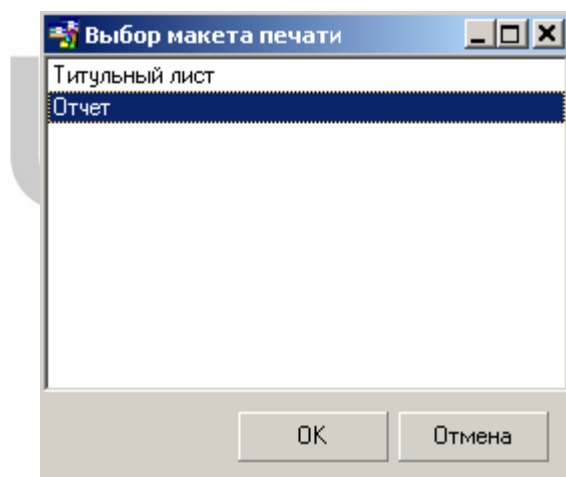 Выбор макета печати
Титульный лист
Отчет
OK
Отмена